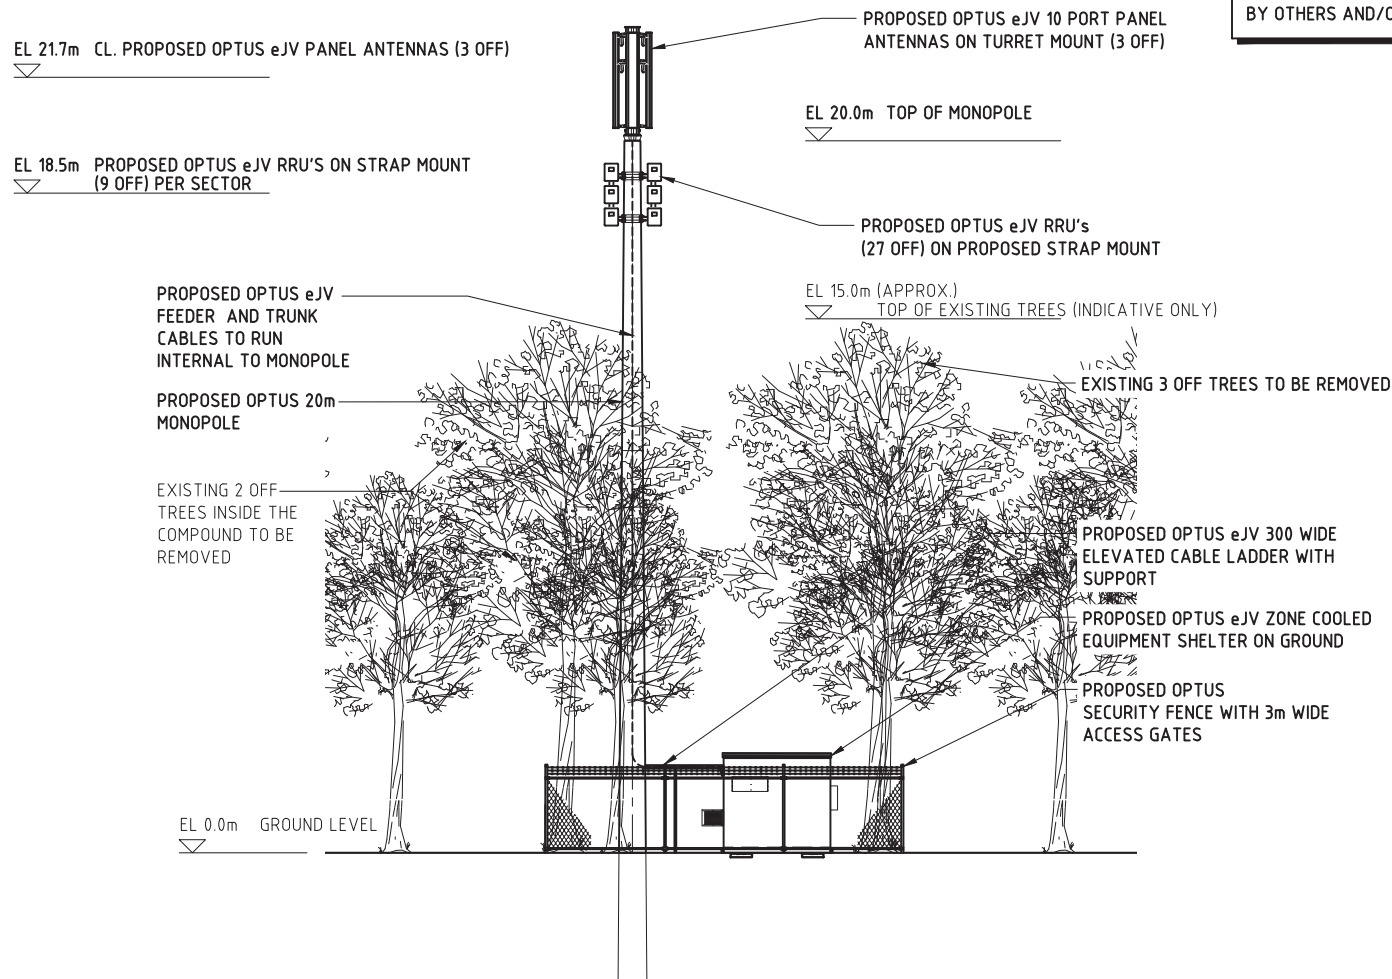 BY OTHERS AND/O
PROPOSED OPTUS eJV 10 PORT PANEL
ANTENNAS ON TURRET MOUNT (3 OFF)
EL 21.7m CL. PROPOSED OPTUS eJV PANEL ANTENNAS (3 OFF)
EL 20.0m TOP OF MONOPOLE
EL 18.5m PROPOSED OPTUS eJV RRU'S ON STRAP MOUNT
(9 OFF) PER SECTOR
PROPOSED OPTUS eJV RRU's
(27 OFF) ON PROPOSED STRAP MOUNT
EL 15.0m (APPROX.)
TOP OF EXISTING TREES (INDICATIVE ONLY)
PROPOSED OPTUS eJV
FEEDER AND TRUNK
CABLES TO RUN
INTERNAL TO MONOPOLE
EXISTING 3 OFF TREES TO BE REMOVED
PROPOSED OPTUS 20m
MONOPOLE
EXISTING 2 OFF
TREES INSIDE THE
COMPOUND TO BE
REMOVED
PROPOSED OPTUS eJV 300 WIDE
ELEVATED CABLE LADDER WITH
SUPPORT
PROPOSED OPTUS eJV ZONE COOLED
EQUIPMENT SHELTER ON GROUND
PROPOSED OPTUS
SECURITY FENCE WITH 3m WIDE
ACCESS GATES
EL 0.0m GROUND LEVEL